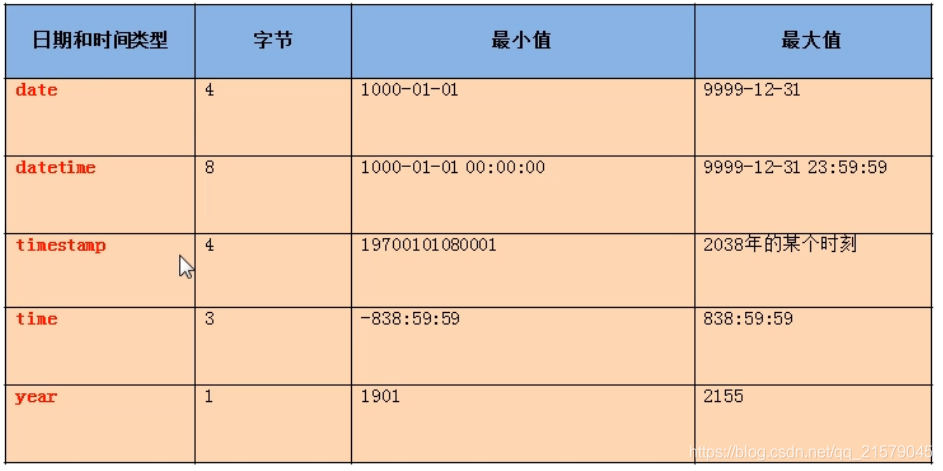 日期和时间类型 字节 最小值 最大值
date 4 1000-01-01 9999-12-31
datetime 8 1000-01-01 00:00:00 9999-12-31 23:59:59
timestamp 4 19700101080001 2038年的某个时刻
time 3 -838:59:59 838:59:59
year 1 1901 2155
https://blog.csdn.net/qq_21579045